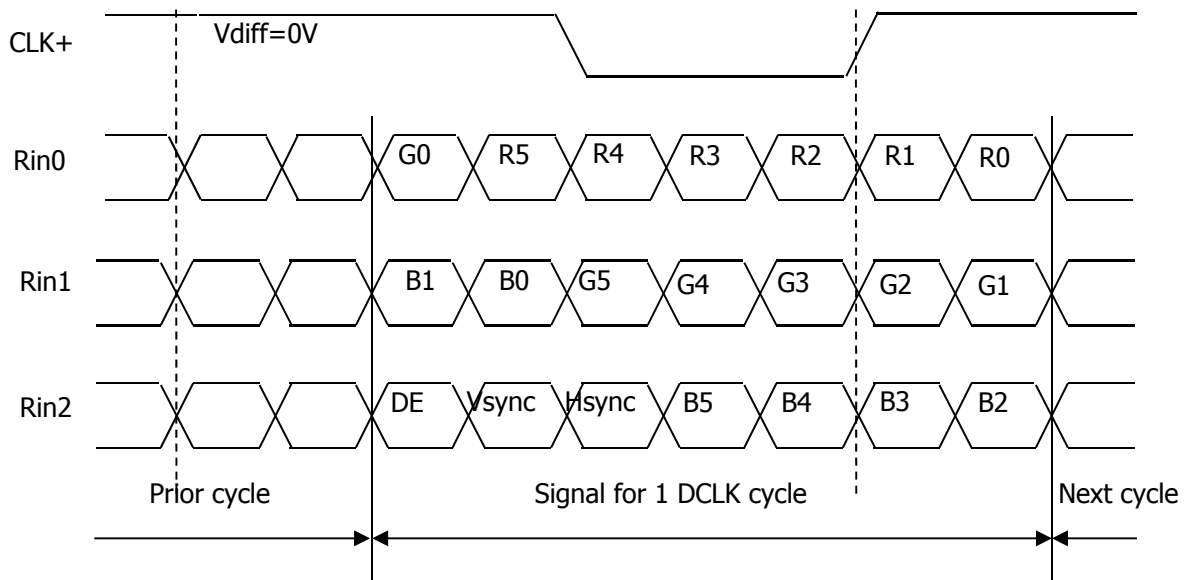 CLK+ Vdiff=0V
Rin0 G0 R5 R4 R3 R2 R1 R0
Rin1 B1 B0 G5 G4 G3 G2 G1
Rin2 DE Vsync Hsync B5 B4 B3 B2
Prior cycle Signal for 1 DCLK cycle Next cycle